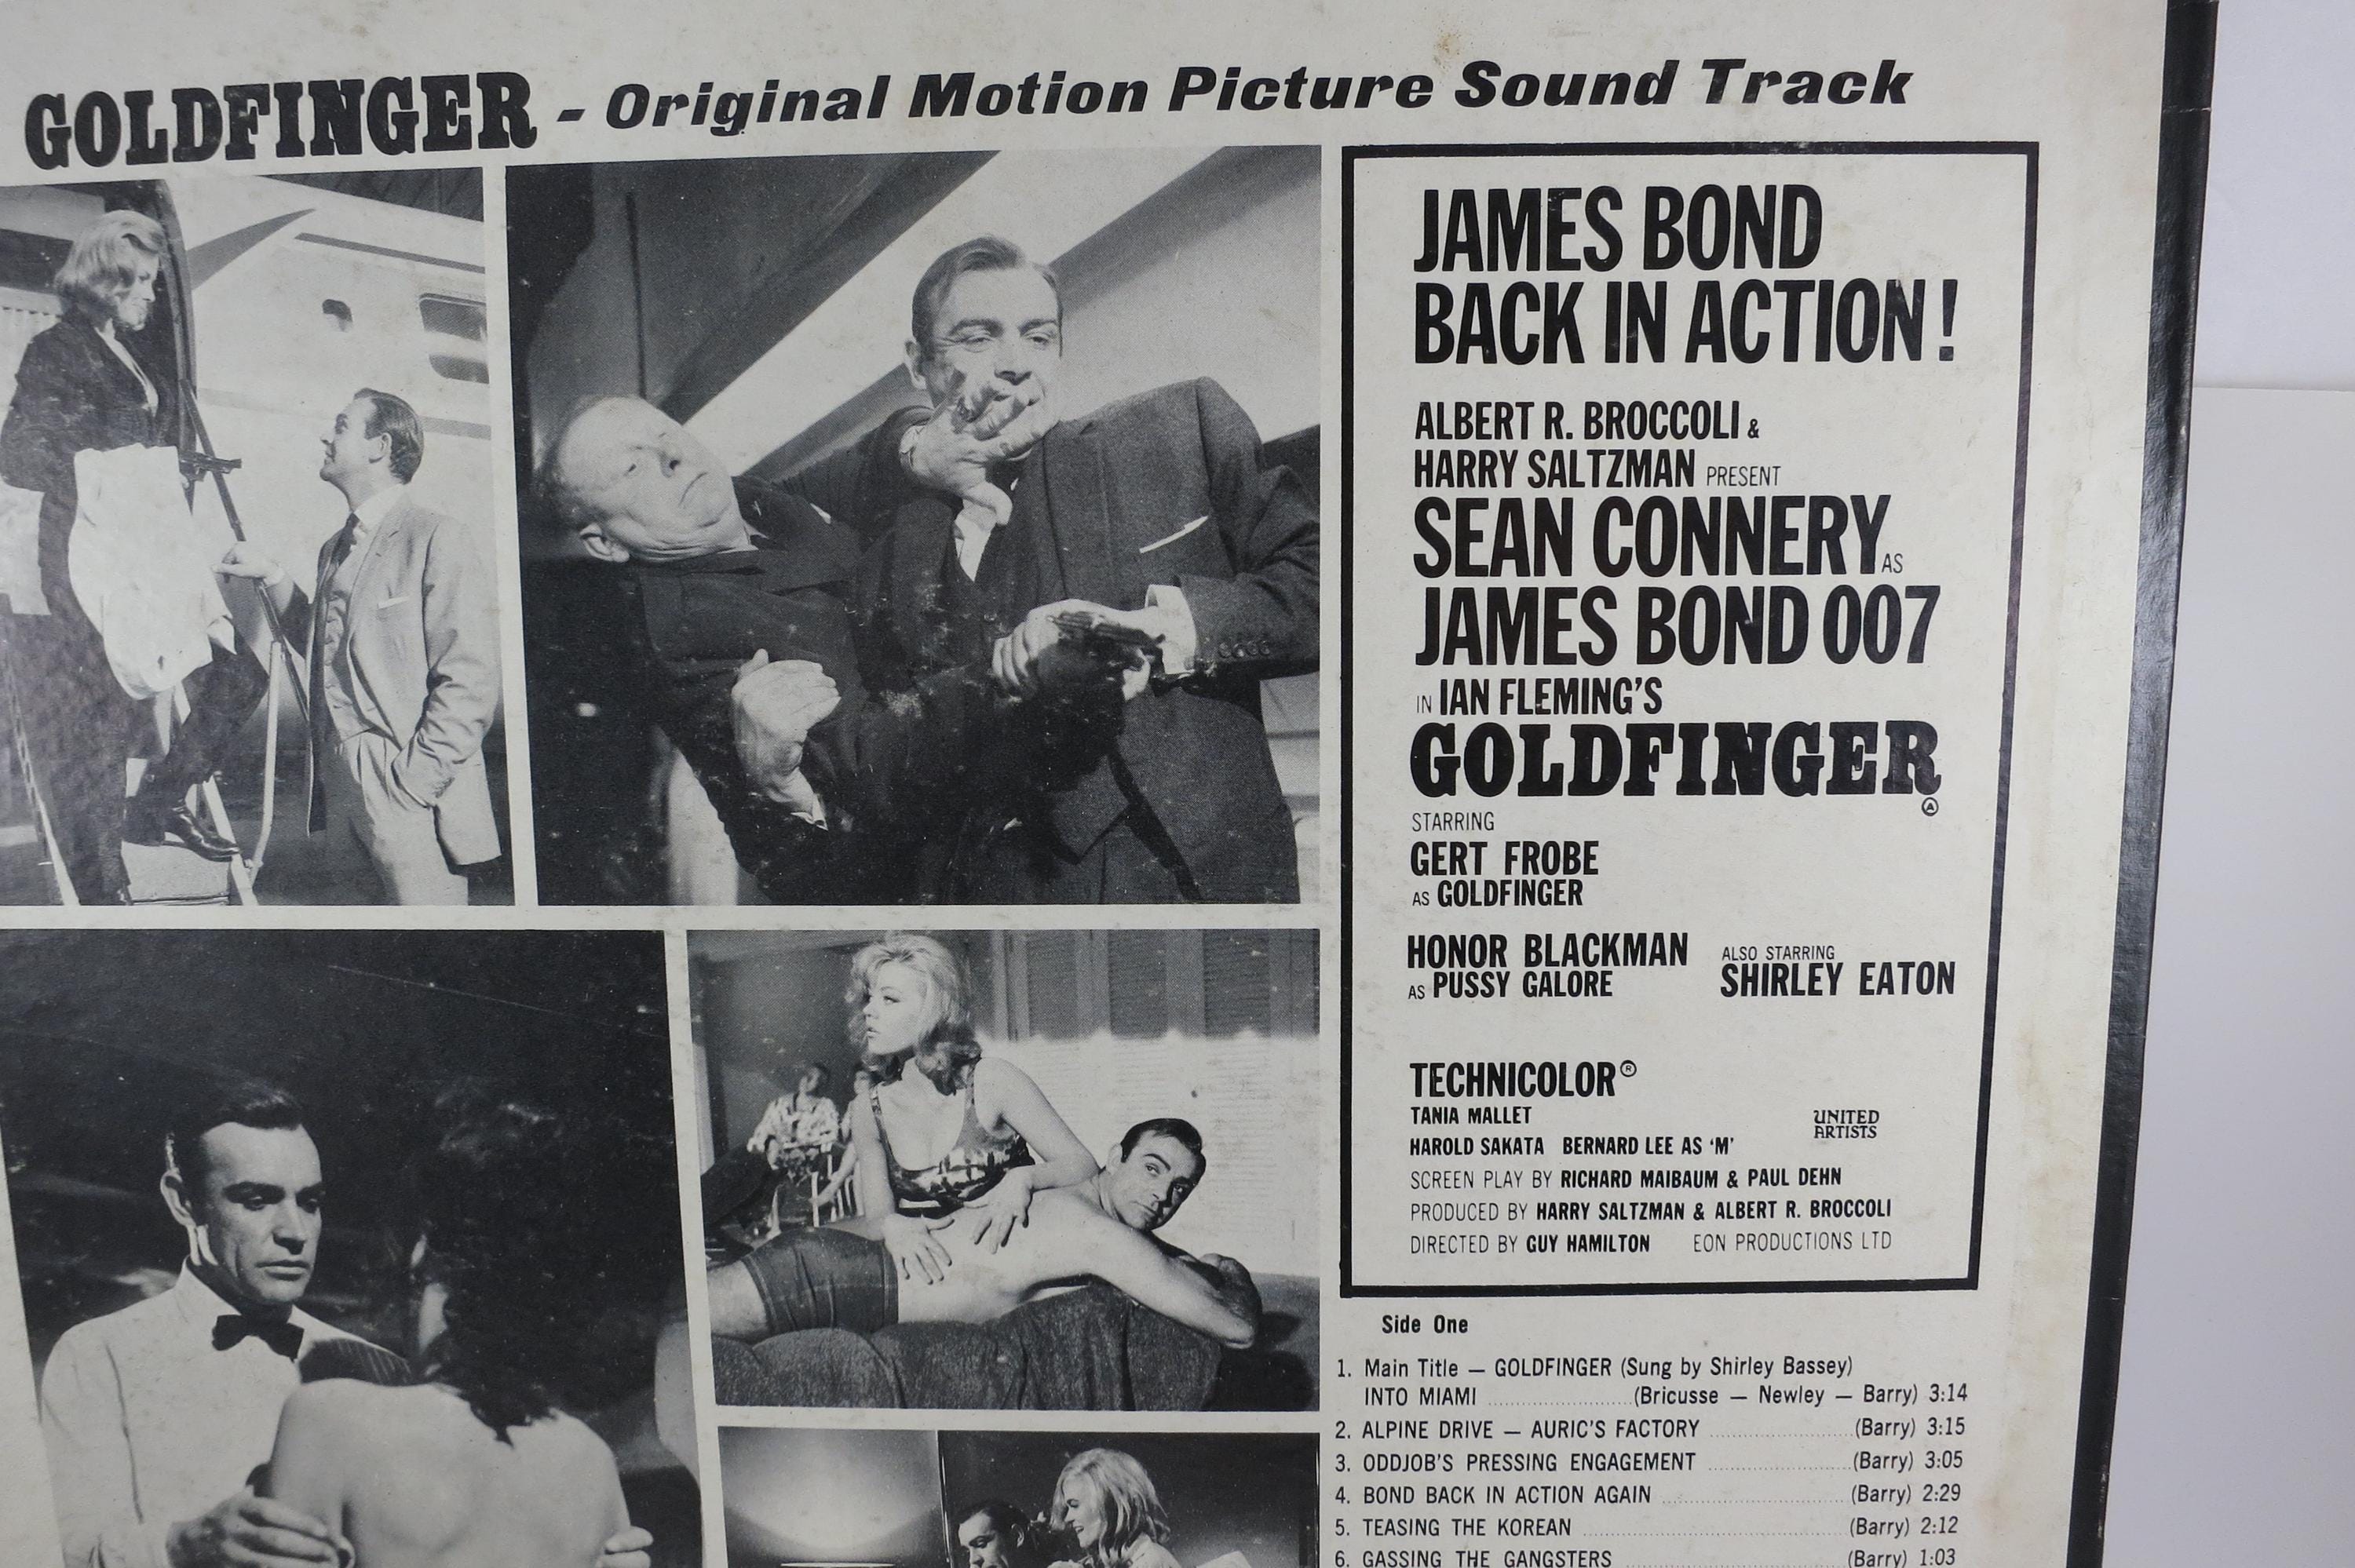 GOLDFINGER - Original Motion Picture Sound Track
JAMES BOND
BACK IN ACTION!
ALBERT R. BROCCOLI &
HARRY SALTZMAN PRESENT
SEAN CONNERY AS
JAMES BOND 007
IN IAN FLEMING'S
GOLDFINGER
A
STARRING
GERT FROBE
AS GOLDFINGER
HONOR BLACKMAN
AS PUSSY GALORE
ALSO STARRING
SHIRLEY EATON
TECHNICOLOR®
TANIA MALLET
UNITED
ARTISTS
HAROLD SAKATA BERNARD LEE AS 'M'
SCREEN PLAY BY RICHARD MAIBAUM & PAUL DEHN
PRODUCED BY HARRY SALTZMAN & ALBERT R. BROCCOLI
DIRECTED BY GUY HAMILTON EON PRODUCTIONS LTD
Side One
1. Main Title — GOLDFINGER (Sung by Shirley Bassey)
INTO MIAMI ........................ (Bricusse — Newley — Barry) 3:14
2. ALPINE DRIVE — AURIC'S FACTORY ........................ (Barry) 3:15
3. ODDJOB'S PRESSING ENGAGEMENT ........................ (Barry) 3:05
4. BOND BACK IN ACTION AGAIN ........................ (Barry) 2:29
5. TEASING THE KOREAN ........................ (Barry) 2:12
6. GASSING THE GANGSTERS ........................ (Barry) 1:03